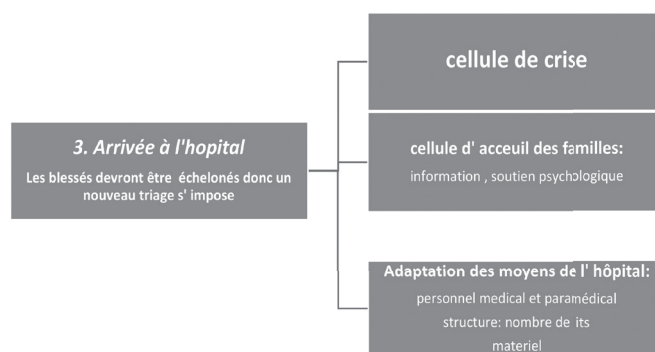 3. Arrivée à l'hopital
Les blessés devront être échelonés donc un
nouveau triage s' impose
cellule de crise
cellule d' acceuil des familles:
information , soutien psychologique
Adaptation des moyens de l' hôpital:
personnel medical et paramédical
structure: nombre de its
materiel